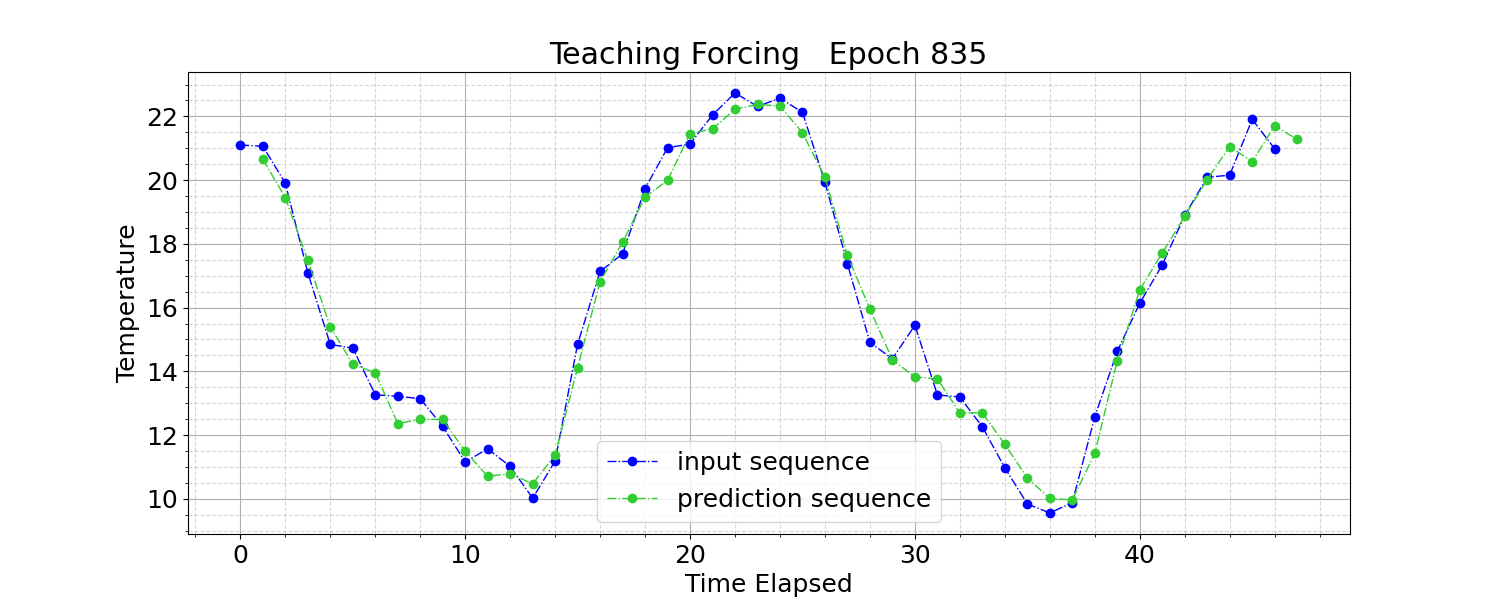 Teaching Forcing   Epoch 835
22
20
18
16
14
12
10
Temperature
input sequence
prediction sequence
0 10 20 30 40
Time Elapsed